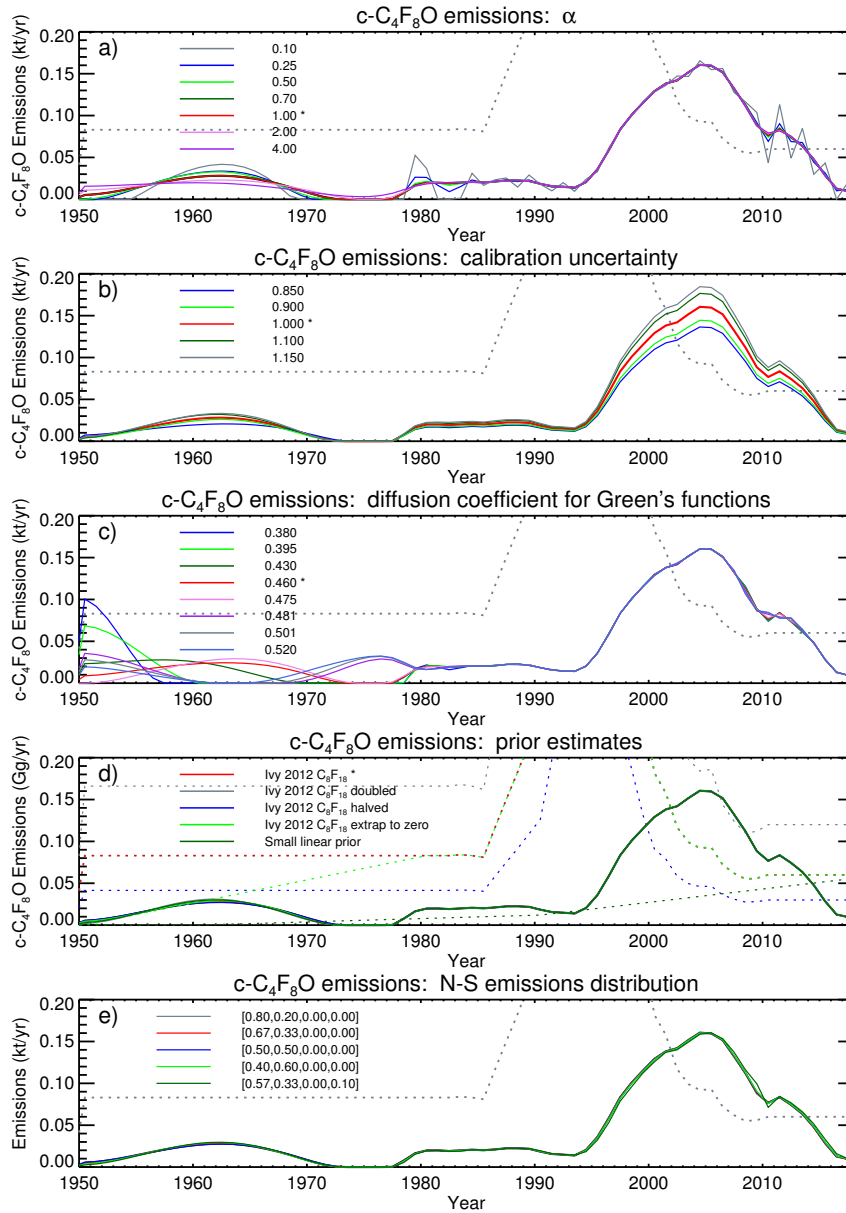 c-C₄F₈O emissions: α
a)
0.10
0.25
0.50
0.70
1.00 *
2.00
4.00
c-C₄F₈O Emissions (kt/yr)
0.20
0.15
0.10
0.05
0.00
1950 1960 1970 1980 1990 2000 2010
Year
c-C₄F₈O emissions: calibration uncertainty
b)
0.850
0.900
1.000 *
1.100
1.150
c-C₄F₈O Emissions (kt/yr)
0.20
0.15
0.10
0.05
0.00
1950 1960 1970 1980 1990 2000 2010
Year
c-C₄F₈O emissions: diffusion coefficient for Green's functions
c)
0.380
0.395
0.430
0.460 *
0.475
0.481
0.501
0.520
c-C₄F₈O Emissions (kt/yr)
0.20
0.15
0.10
0.05
0.00
1950 1960 1970 1980 1990 2000 2010
Year
c-C₄F₈O emissions: prior estimates
d)
Ivy 2012 C₈F₁₈ *
Ivy 2012 C₈F₁₈ doubled
Ivy 2012 C₈F₁₈ halved
Ivy 2012 C₈F₁₈ extrap to zero
Small linear prior
c-C₄F₈O Emissions (Gg/yr)
0.20
0.15
0.10
0.05
0.00
1950 1960 1970 1980 1990 2000 2010
Year
c-C₄F₈O emissions: N-S emissions distribution
e)
[0.80,0.20,0.00,0.00]
[0.67,0.33,0.00,0.00]
[0.50,0.50,0.00,0.00]
[0.40,0.60,0.00,0.00]
[0.57,0.33,0.00,0.10]
Emissions (kt/yr)
0.20
0.15
0.10
0.05
0.00
1950 1960 1970 1980 1990 2000 2010
Year